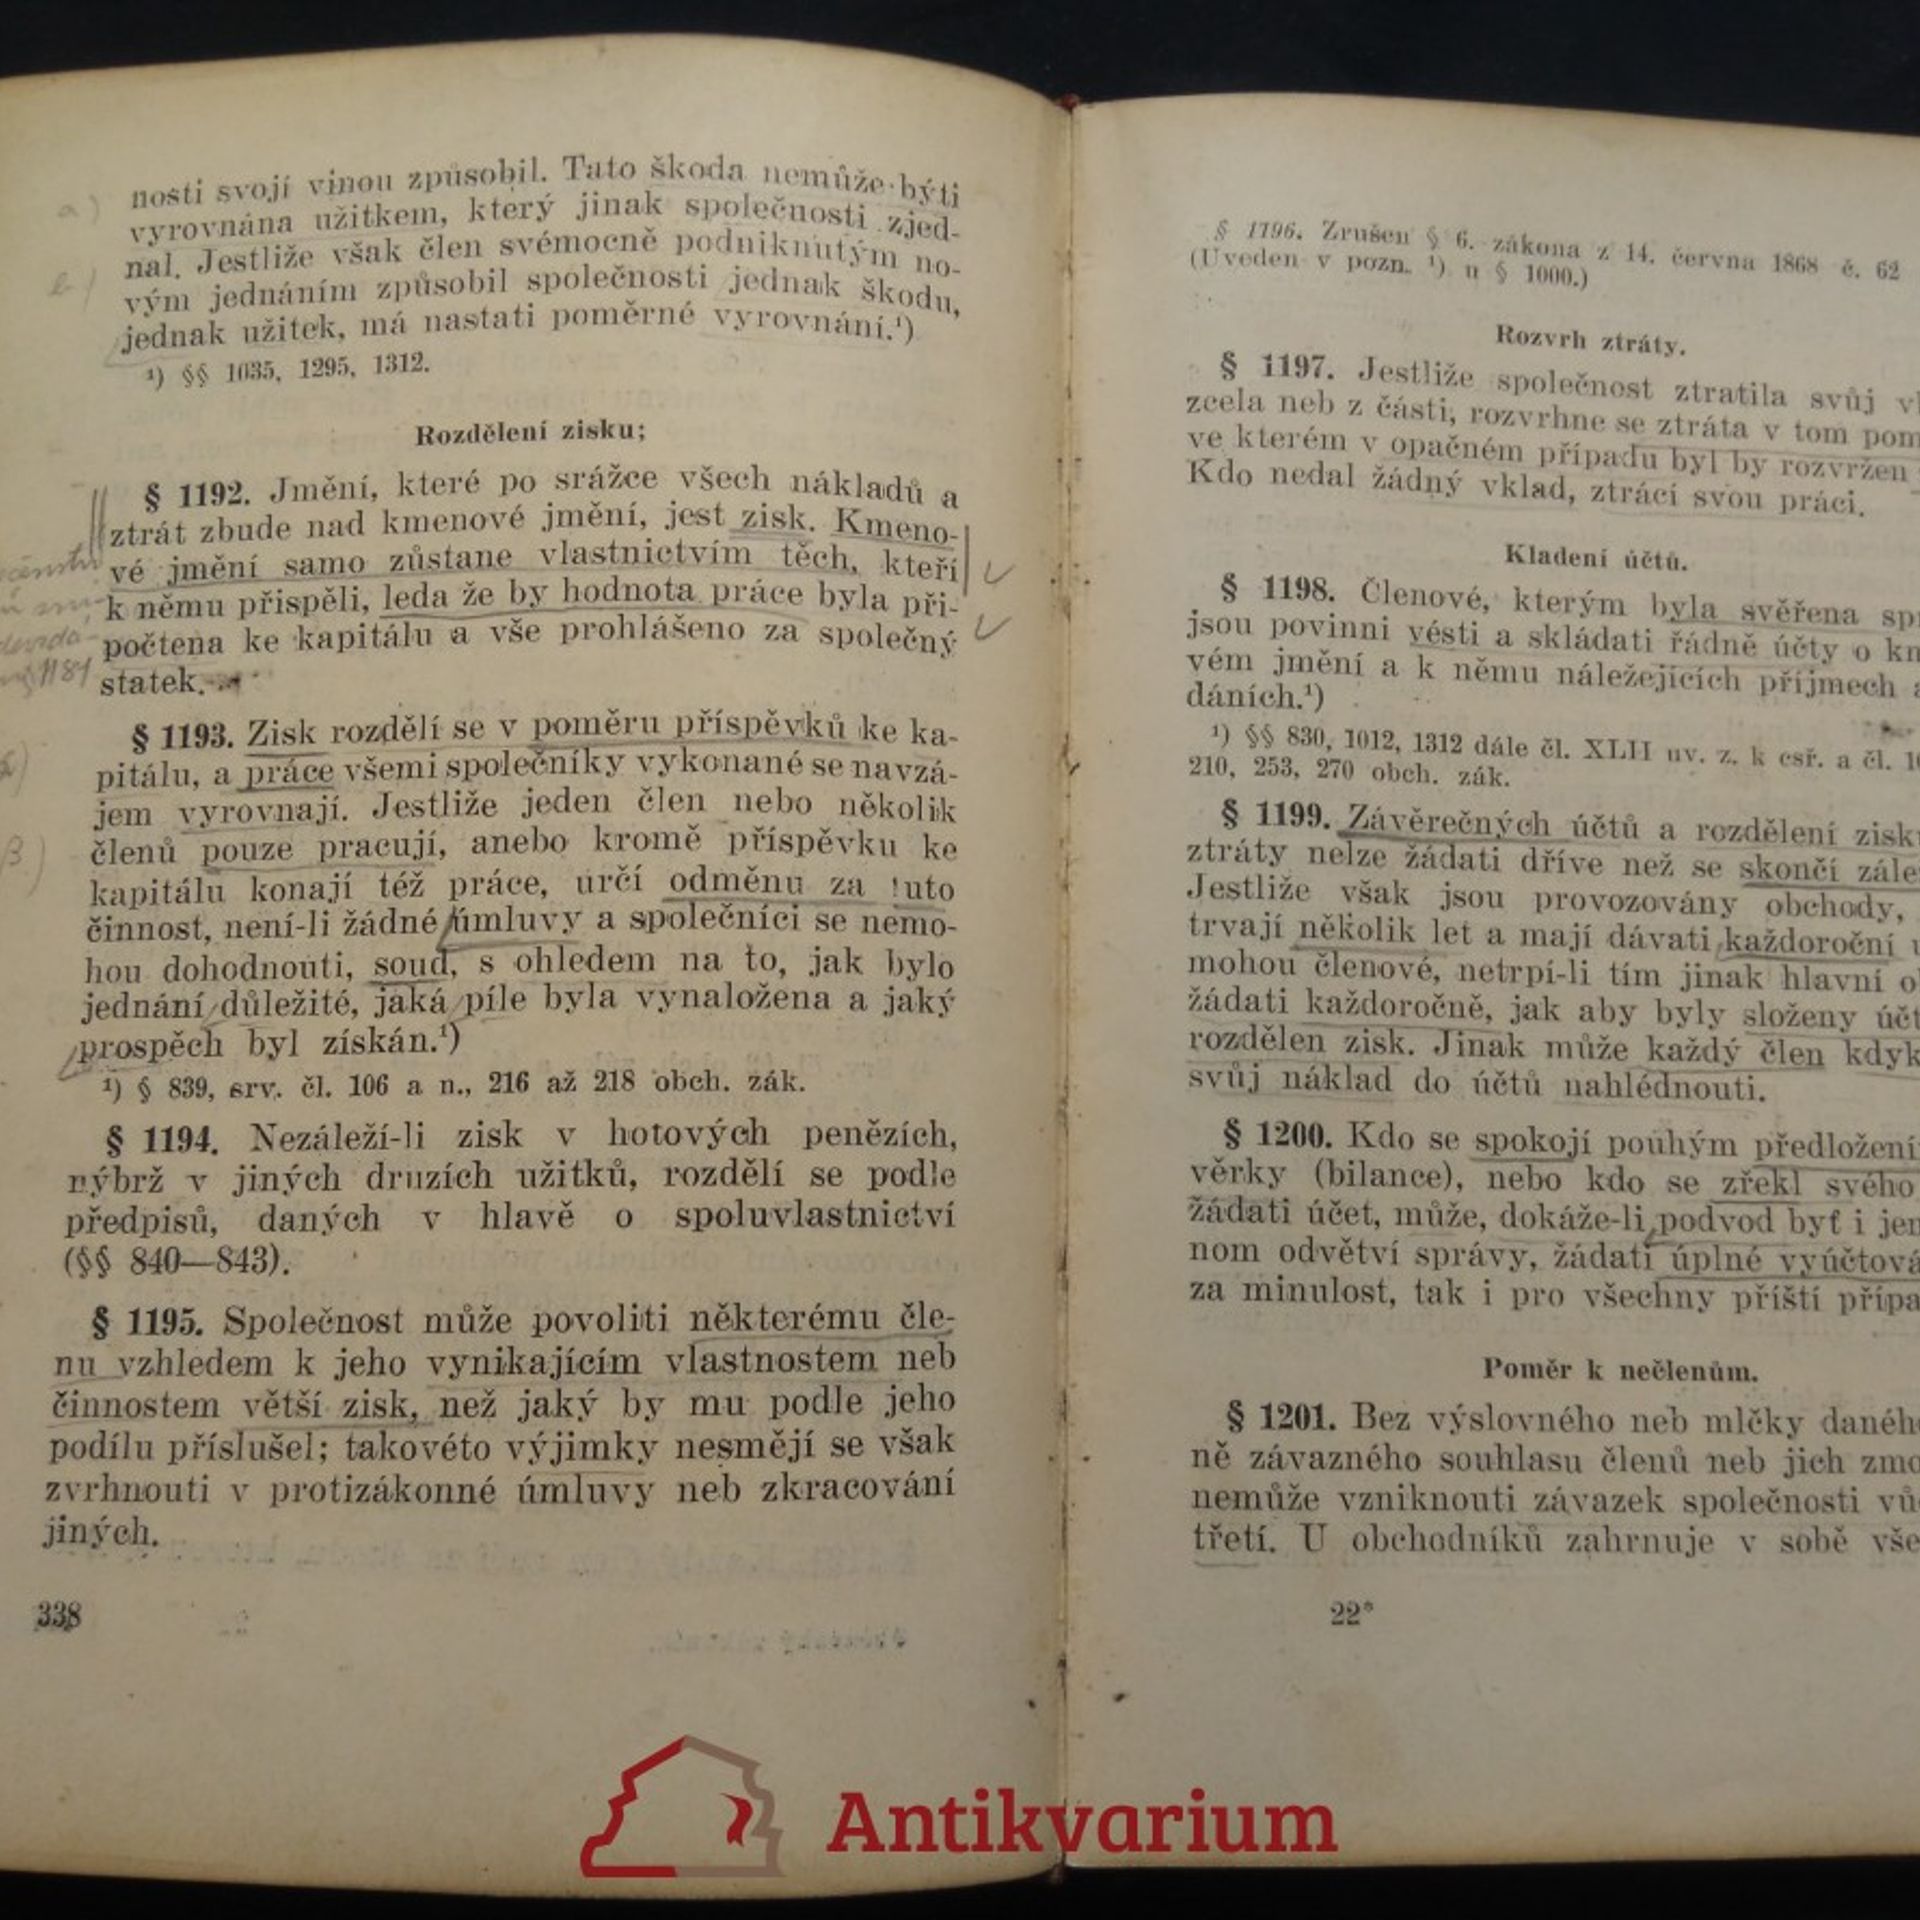 nosti svojí vinou způsobil. Tato škoda nemůže býti
vyrovnána užitkem, který jinak společnosti zjed-
nal. Jestliže však člen svémocně podniknutým no-
vým jednáním způsobil společnosti jednak škodu,
jednak užitek, má nastati poměrné vyrovnání.¹)
¹) §§ 1035, 1295, 1312.
Rozdělení zisku;
§ 1192. Jmění, které po srážce všech nákladů a
ztrát zbude nad kmenové jmění, jest zisk. Kmeno-
vé jmění samo zůstane vlastnictvím těch, kteří
k němu přispěli, leda že by hodnota práce byla při-
počtena ke kapitálu a vše prohlášeno za společný
statek.
§ 1193. Zisk rozdělí se v poměru příspěvků ke ka-
pitálu, a práce všemi společníky vykonané se navzá-
jem vyrovnají. Jestliže jeden člen nebo několik
členů pouze pracují, anebo kromě příspěvku ke
kapitálu konají též práce, určí odměnu za tuto
činnost, není-li žádné úmluvy a společníci se nemo-
hou dohodnouti, soud, s ohledem na to, jak bylo
jednání důležité, jaká píle byla vynaložena a jaký
prospěch byl získán.¹)
¹) § 839, srv. čl. 106 a n., 216 až 218 obch. zák.
§ 1194. Nezáleží-li zisk v hotových penězích,
nýbrž v jiných druzích užitků, rozdělí se podle
předpisů, daných v hlavě o spoluvlastnictví
(§§ 840—843).
§ 1195. Společnost může povoliti některému čle-
nu vzhledem k jeho vynikajícím vlastnostem neb
činnostem větší zisk, než jaký by mu podle jeho
podílu příslušel; takovéto výjimky nesmějí se však
zvrhnouti v protizákonné úmluvy neb zkracování
jiných.
338
a)
b)
1184
β)
§ 1196. Zrušen § 6. zákona z 14. června 1868 č. 62
(Uveden v pozn. ¹) u § 1000.)
Rozvrh ztráty.
§ 1197. Jestliže společnost ztratila svůj vk
zcela neb z části, rozvrhne se ztráta v tom pom
ve kterém v opačném případu byl by rozvržen
Kdo nedal žádný vklad, ztrácí svou práci.
Kladení účtů.
§ 1198. Členové, kterým byla svěřena spr
jsou povinni vésti a skládati řádně účty o km
vém jmění a k němu náležejících příjmech a
dáních.¹)
¹) §§ 830, 1012, 1312 dále čl. XLII uv. z. k csř. a čl. 10
210, 253, 270 obch. zák.
§ 1199. Závěrečných účtů a rozdělení zisk
ztráty nelze žádati dříve než se skončí zále
Jestliže však jsou provozovány obchody,
trvají několik let a mají dávati každoroční u
mohou členové, netrpí-li tím jinak hlavní o
žádati každoročně, jak aby byly složeny účt
rozdělen zisk. Jinak může každý člen kdyk
svůj náklad do účtů nahlédnouti.
§ 1200. Kdo se spokojí pouhým předložení
věrky (bilance), nebo kdo se zřekl svého
žádati účet, může, dokáže-li podvod byť i jen
nom odvětví správy, žádati úplné vyúčtová
za minulost, tak i pro všechny příští přípa
Poměr k nečlenům.
§ 1201. Bez výslovného neb mlčky danéh
ně závazného souhlasu členů neb jich zmo
nemůže vzniknouti závazek společnosti vů
třetí. U obchodníků zahrnuje v sobě vše
22*
Antikvarium